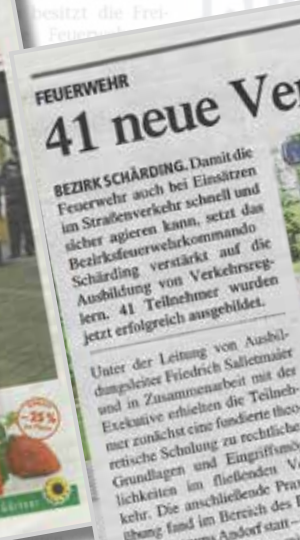 besitzt die Frei-
FEUERWEHR
41 neue Ve
BEZIRK SCHÄRDING. Damit die
Feuerwehr auch bei Einsätzen
im Straßenverkehr schnell und
sicher agieren kann, setzt das
Bezirksfeuerwehrkommando
Schärding verstärkt auf die
Ausbildung von Verkehrsreg-
lern. 41 Teilnehmer wurden
jetzt erfolgreich ausgebildet.
Unter der Leitung von Ausbil-
dungsleiter Friedrich Salletmaier
und in Zusammenarbeit mit der
Exekutive erhielten die Teilneh-
mer zunächst eine fundierte theo-
retische Schulung zu rechtliche
Grundlagen und Eingriffsmö
lichkeiten im fließenden V
kehr. Die anschließende Pra
übung fand im Bereich des
Andorf statt
-25%